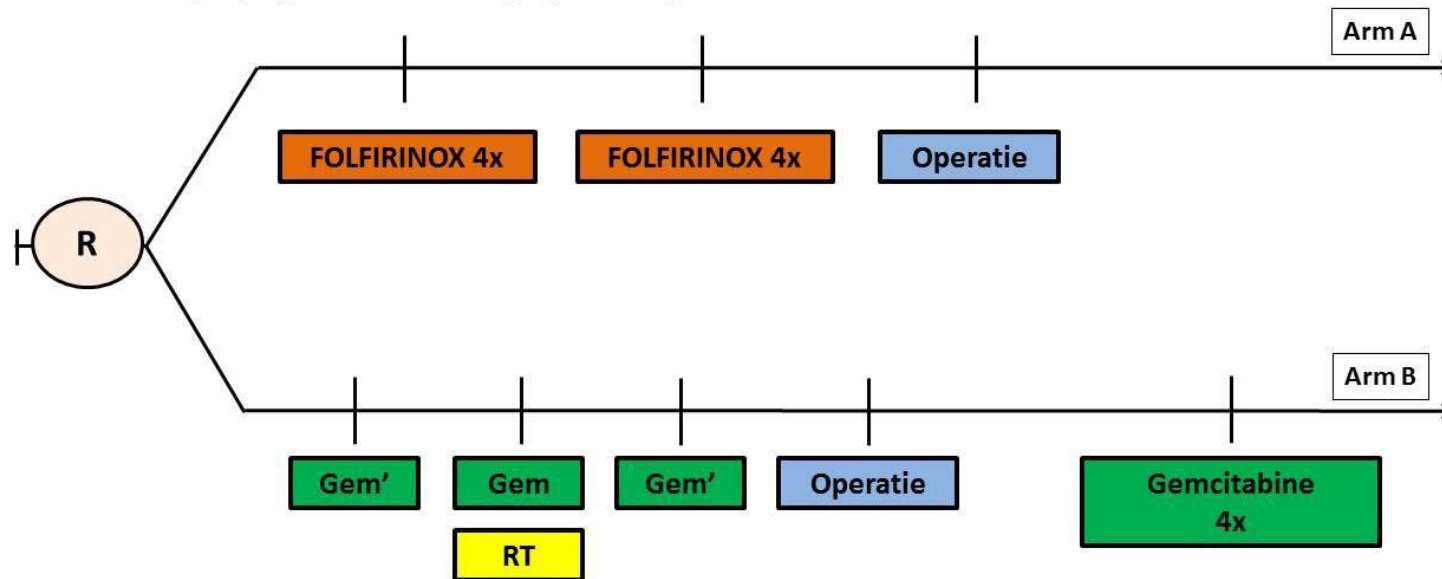 Arm A
FOLFIRINOX 4x
FOLFIRINOX 4x
Operatie
R
Arm B
Gem’
Gem
Gem’
Operatie
Gemcitabine
4x
RT